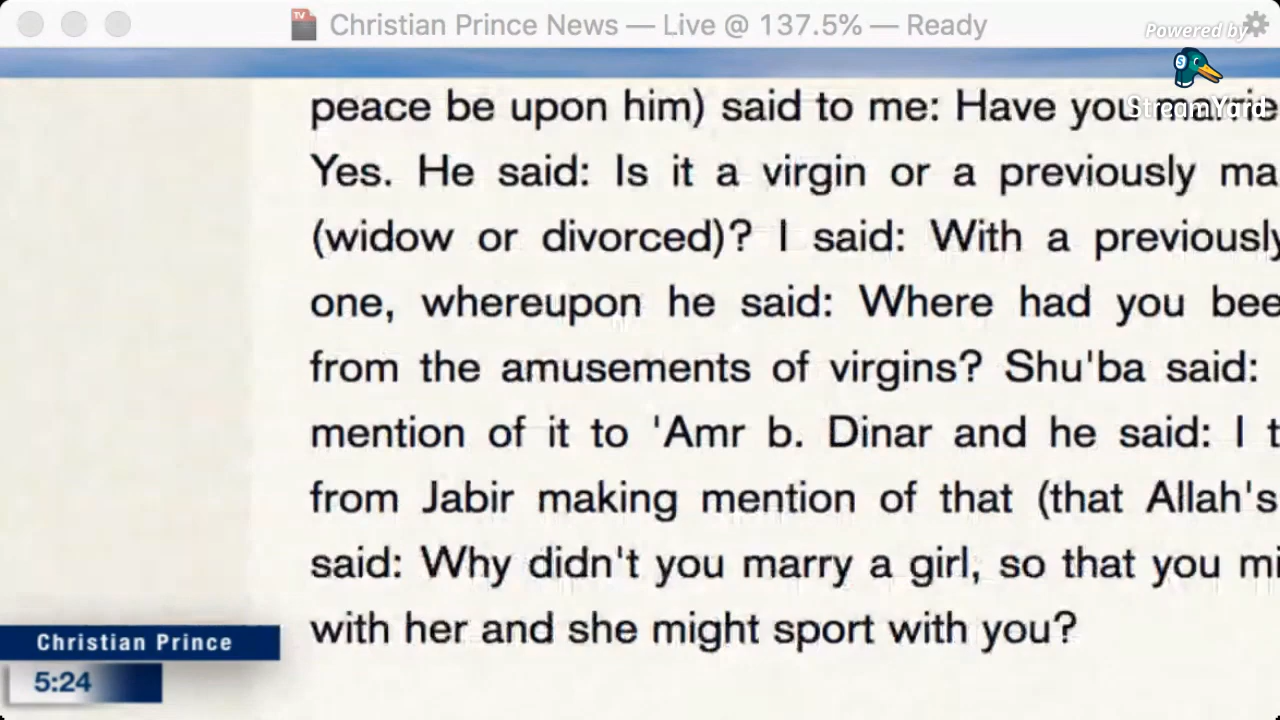 Christian Prince News — Live @ 137.5% — Ready
Powered by
StreamYard
peace be upon him) said to me: Have you
Yes. He said: Is it a virgin or a previously ma
(widow or divorced)? I said: With a previously
one, whereupon he said: Where had you bee
from the amusements of virgins? Shu'ba said:
mention of it to 'Amr b. Dinar and he said: I t
from Jabir making mention of that (that Allah's
said: Why didn't you marry a girl, so that you mi
with her and she might sport with you?
Christian Prince
5:24